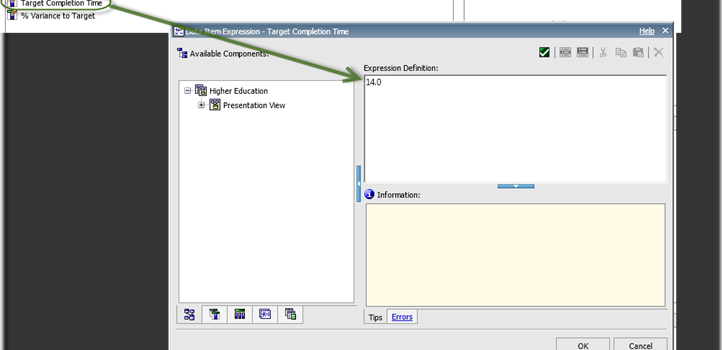 Target Completion Time
% Variance to Target
Data Item Expression - Target Completion Time
Help
Available Components:
Expression Definition:
14.0
Higher Education
Presentation View
Information:
Tips
Errors
OK
Cancel